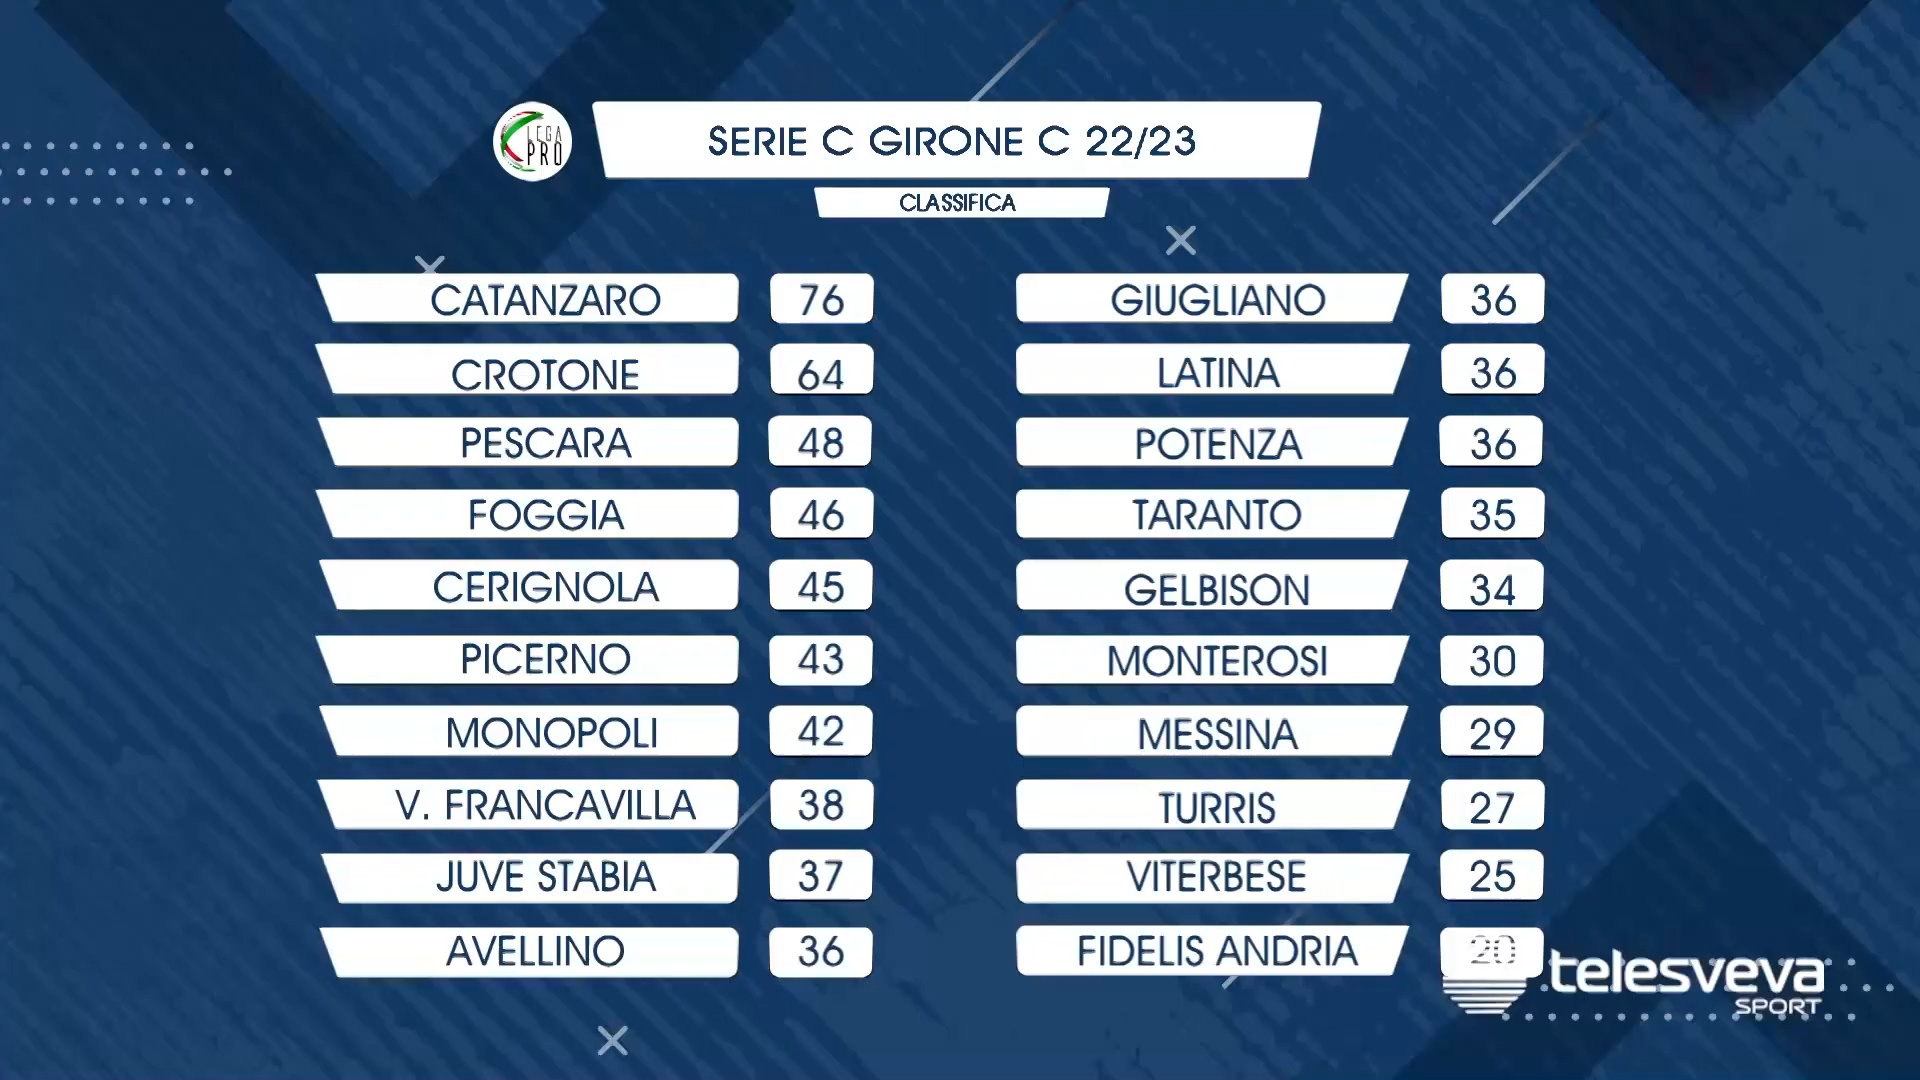 LEGA
PRO
SERIE C GIRONE C 22/23
CLASSIFICA
CATANZARO 76
CROTONE 64
PESCARA 48
FOGGIA 46
CERIGNOLA 45
PICERNO 43
MONOPOLI 42
V. FRANCAVILLA 38
JUVE STABIA 37
AVELLINO 36
GIUGLIANO 36
LATINA 36
POTENZA 36
TARANTO 35
GELBISON 34
MONTEROSI 30
MESSINA 29
TURRIS 27
VITERBESE 25
FIDELIS ANDRIA 20
telesveva
SPORT